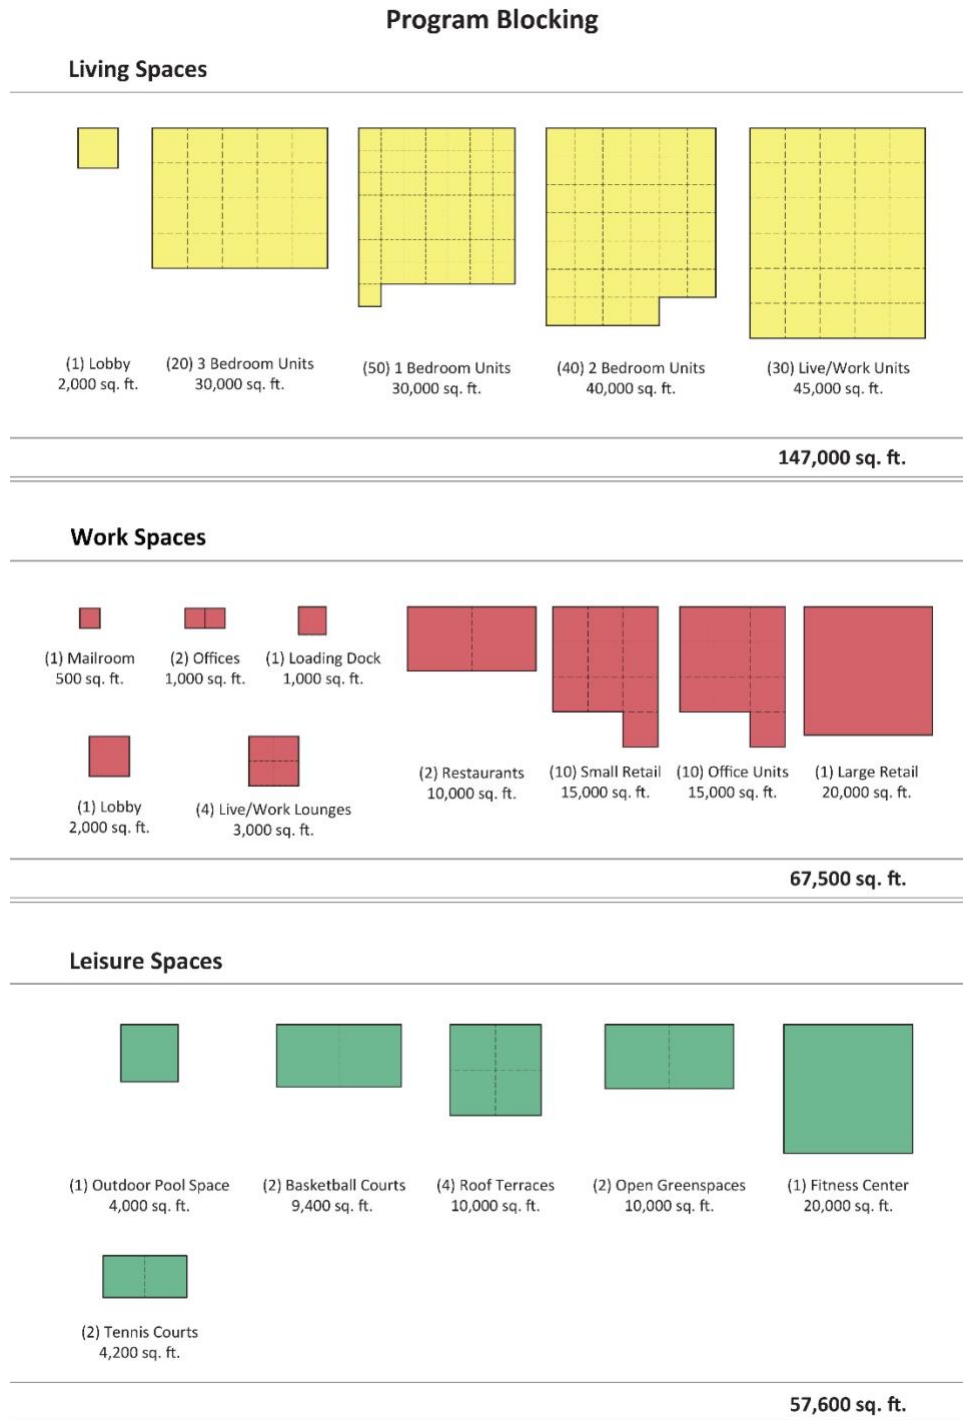 Program Blocking
Living Spaces
(1) Lobby
2,000 sq. ft.
(20) 3 Bedroom Units
30,000 sq. ft.
(50) 1 Bedroom Units
30,000 sq. ft.
(40) 2 Bedroom Units
40,000 sq. ft.
(30) Live/Work Units
45,000 sq. ft.
147,000 sq. ft.
Work Spaces
(1) Mailroom
500 sq. ft.
(2) Offices
1,000 sq. ft.
(1) Loading Dock
1,000 sq. ft.
(1) Lobby
2,000 sq. ft.
(4) Live/Work Lounges
3,000 sq. ft.
(2) Restaurants
10,000 sq. ft.
(10) Small Retail
15,000 sq. ft.
(10) Office Units
15,000 sq. ft.
(1) Large Retail
20,000 sq. ft.
67,500 sq. ft.
Leisure Spaces
(1) Outdoor Pool Space
4,000 sq. ft.
(2) Basketball Courts
9,400 sq. ft.
(4) Roof Terraces
10,000 sq. ft.
(2) Open Greenspaces
10,000 sq. ft.
(1) Fitness Center
20,000 sq. ft.
(2) Tennis Courts
4,200 sq. ft.
57,600 sq. ft.